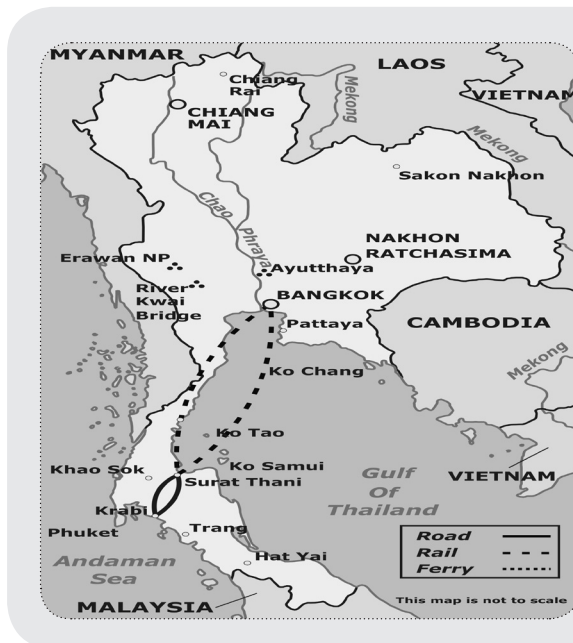 MYANMAR
LAOS
Chiang
Rai
Mekong
VIETNAM
CHIANG
MAI
Mekong
Sakon Nakhon
Chao
Phraya
NAKHON
RATCHASIMA
Erawan NP
Ayutthaya
River
Kwai
Bridge
BANGKOK
Pattaya
CAMBODIA
Mekong
Ko Chang
Ko Tao
Khao Sok
Ko Samui
Surat Thani
Gulf
Of
Thailand
VIETNAM
Krabi
Phuket
Trang
Road
Rail
Ferry
Andaman
Sea
Hat Yai
MALAYSIA
This map is not to scale